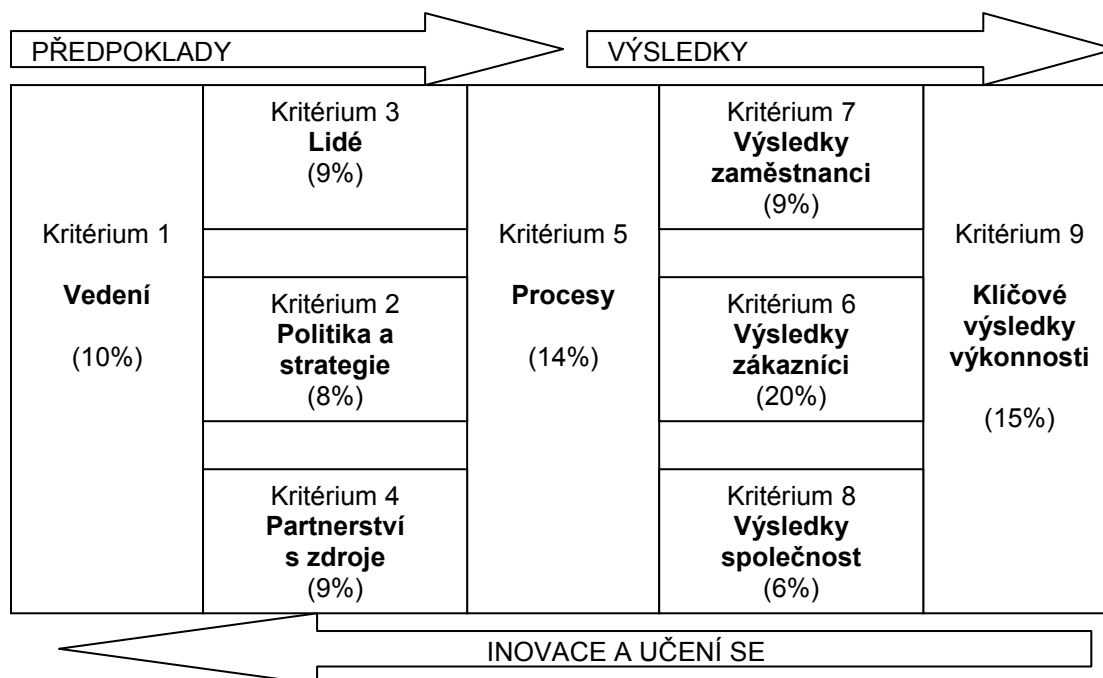 PŘEDPOKLADY
VÝSLEDKY
Kritérium 1
Vedení
(10%)
Kritérium 3
Lidé
(9%)
Kritérium 2
Politika a
strategie
(8%)
Kritérium 4
Partnerství
s zdroje
(9%)
Kritérium 5
Procesy
(14%)
Kritérium 7
Výsledky
zaměstnanci
(9%)
Kritérium 6
Výsledky
zákazníci
(20%)
Kritérium 8
Výsledky
společnost
(6%)
Kritérium 9
Klíčové
výsledky
výkonnosti
(15%)
INOVACE A UČENÍ SE